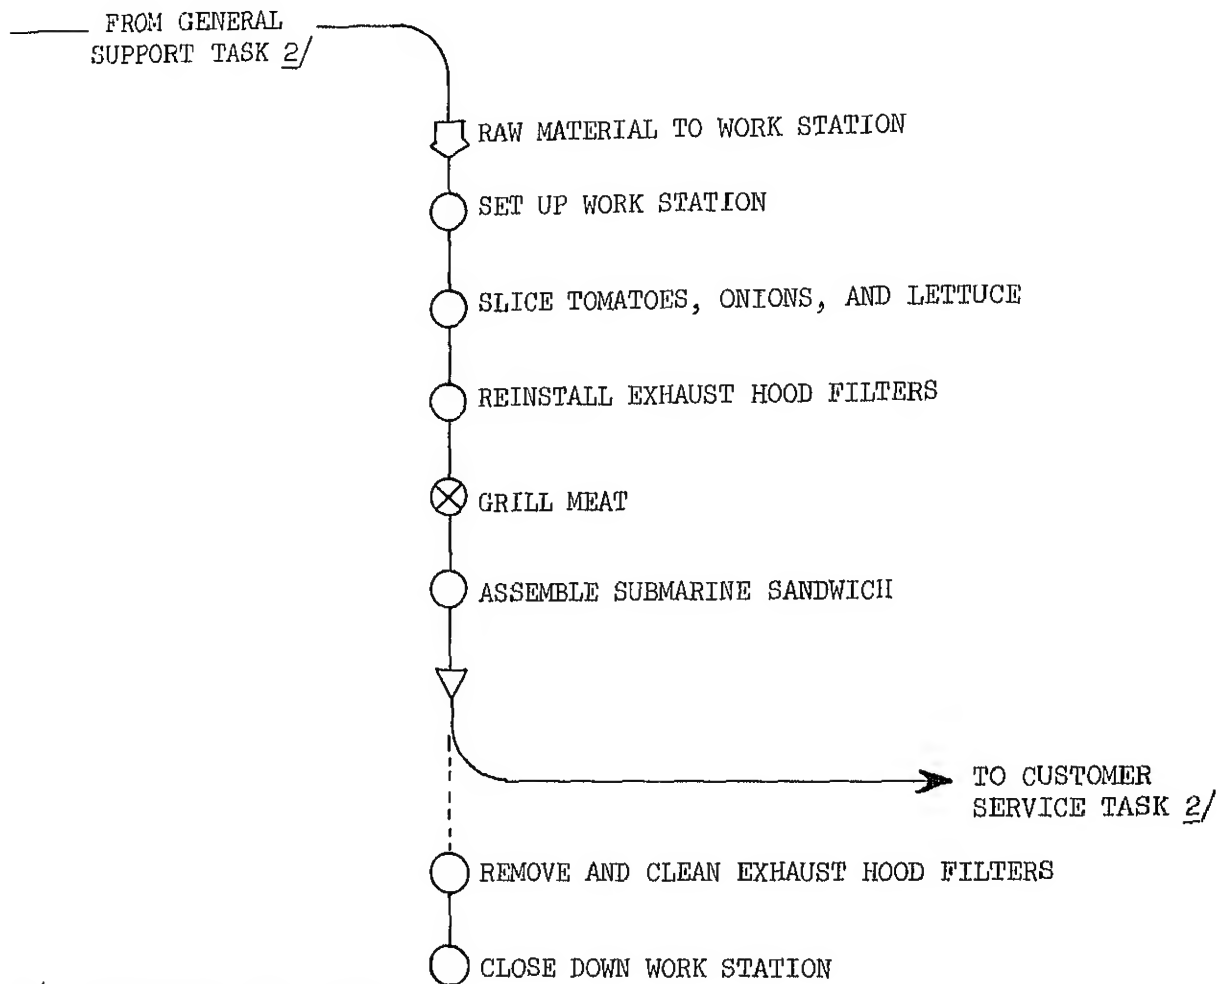 FROM GENERAL
SUPPORT TASK 2/
RAW MATERIAL TO WORK STATION
SET UP WORK STATION
SLICE TOMATOES, ONIONS, AND LETTUCE
REINSTALL EXHAUST HOOD FILTERS
GRILL MEAT
ASSEMBLE SUBMARINE SANDWICH
TO CUSTOMER
SERVICE TASK 2/
REMOVE AND CLEAN EXHAUST HOOD FILTERS
CLOSE DOWN WORK STATION